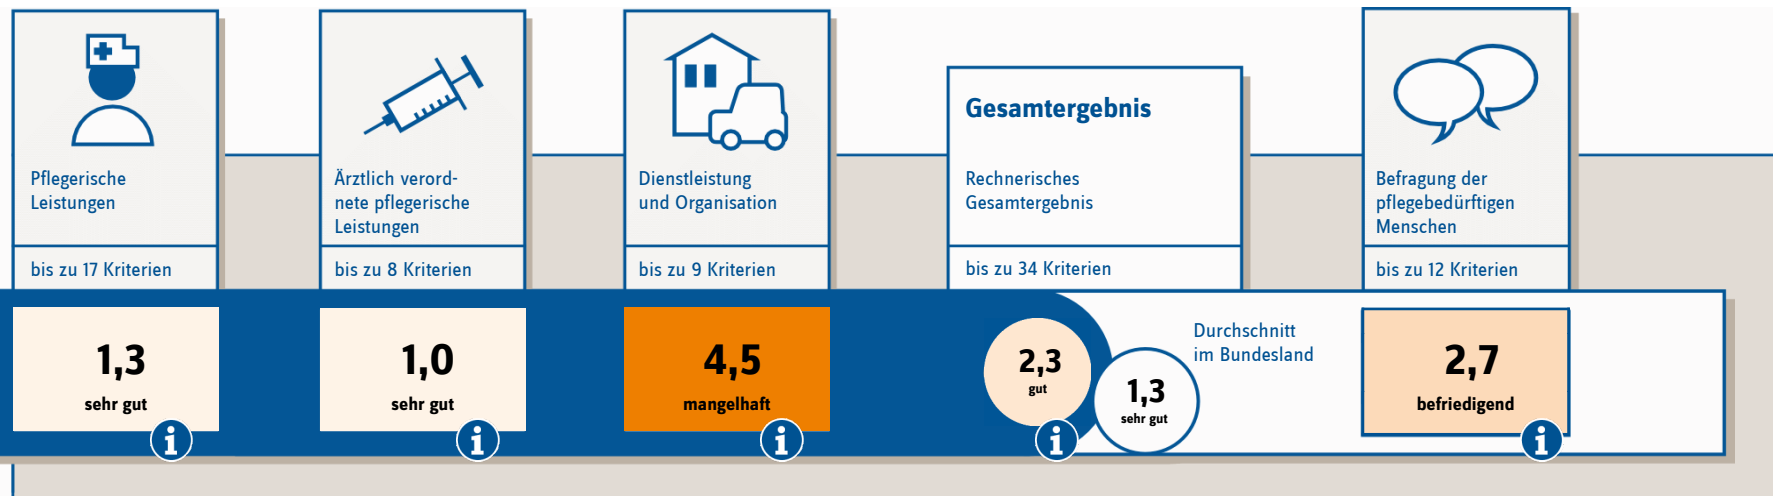 Pflegerische
Leistungen
bis zu 17 Kriterien
1,3
sehr gut
i
Ärztlich verord-
nete pflegerische
Leistungen
bis zu 8 Kriterien
1,0
sehr gut
i
Dienstleistung
und Organisation
bis zu 9 Kriterien
4,5
mangelhaft
i
Gesamtergebnis
Rechnerisches
Gesamtergebnis
bis zu 34 Kriterien
2,3
gut
i
1,3
sehr gut
Durchschnitt
im Bundesland
Befragung der
pflegebedürftigen
Menschen
bis zu 12 Kriterien
2,7
befriedigend
i